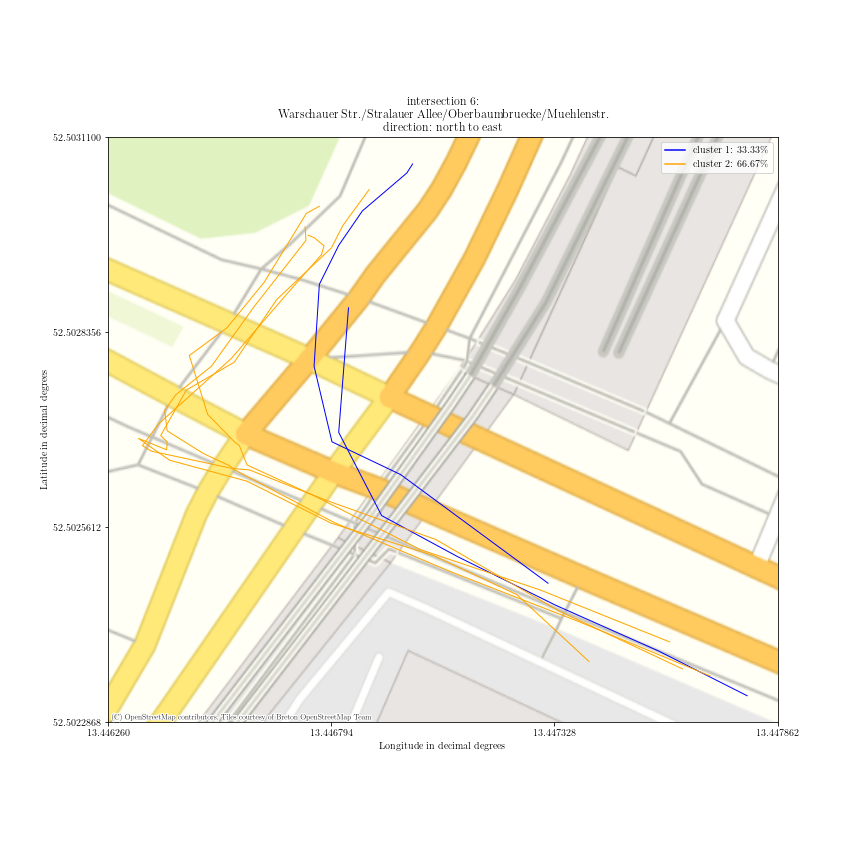 intersection 6:
Warschauer Str./Stralauer Allee/Oberbaumbruecke/Muehlenstr.
direction: north to east
52.5031100
cluster 1: 33.33%
cluster 2: 66.67%
52.5028356
Latitude in decimal degrees
52.5025612
52.5022868
(C) OpenStreetMap contributors, Tiles courtesy of Breton OpenStreetMap Team
13.446260
13.446794
13.447328
13.447862
Longitude in decimal degrees